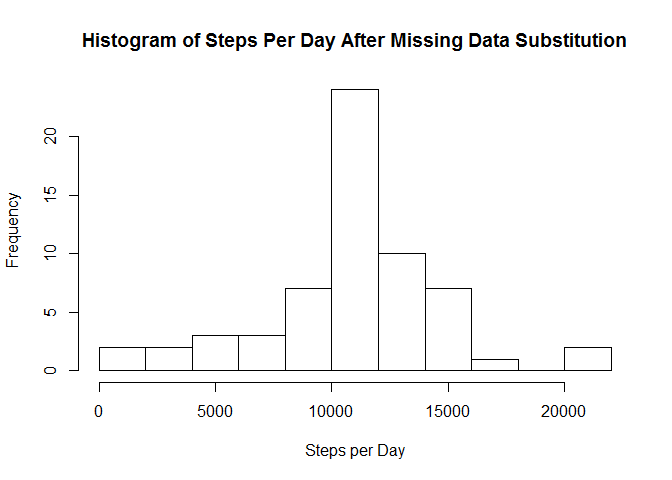 Histogram of Steps Per Day After Missing Data Substitution
Frequency
20
15
10
5
0
0 5000 10000 15000 20000
Steps per Day